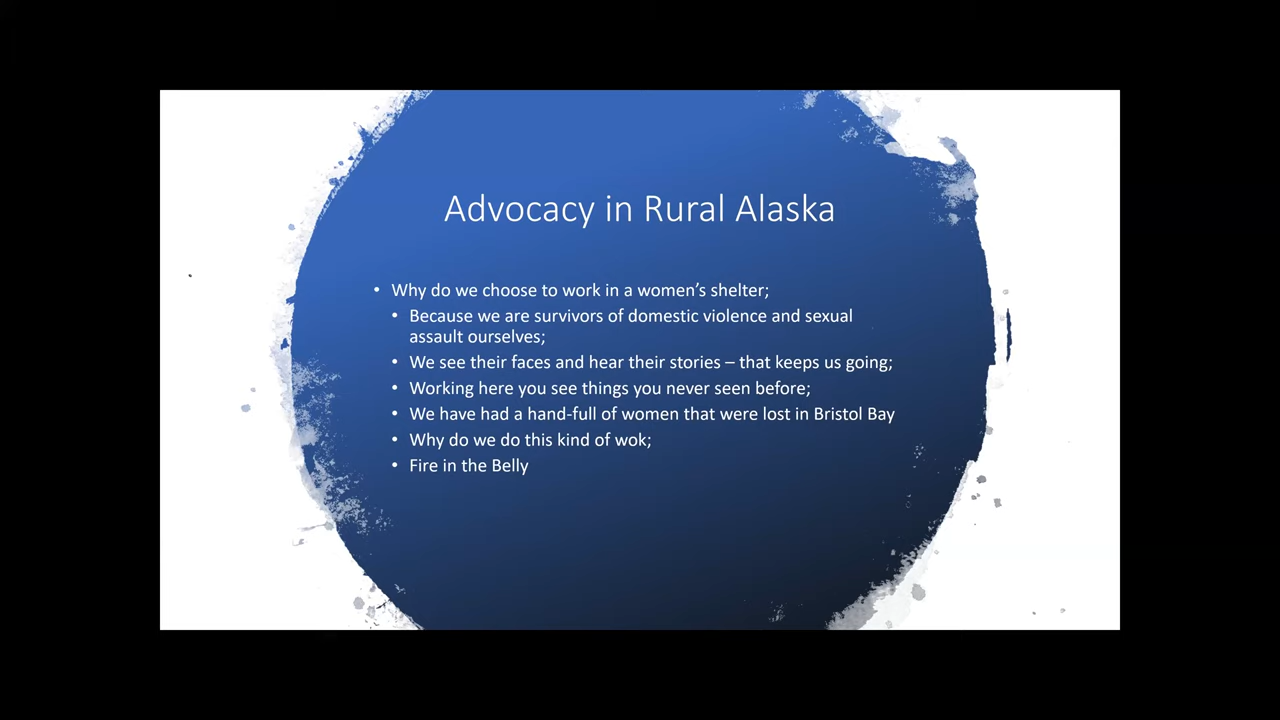 Advocacy in Rural Alaska
• Why do we choose to work in a women’s shelter;
• Because we are survivors of domestic violence and sexual
assault ourselves;
• We see their faces and hear their stories – that keeps us going;
• Working here you see things you never seen before;
• We have had a hand-full of women that were lost in Bristol Bay
• Why do we do this kind of wok;
• Fire in the Belly